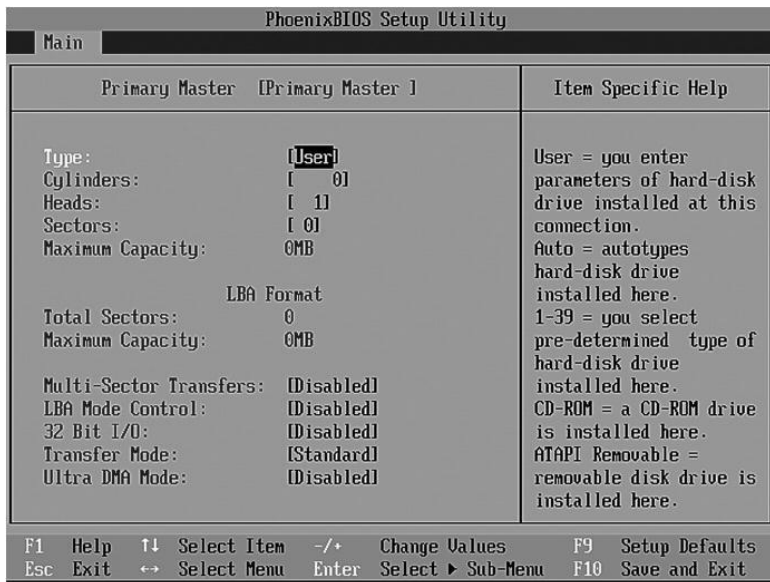 PhoenixBIOS Setup Utility
Main
Primary Master [Primary Master ]
Item Specific Help
Type: [User]
Cylinders: [ 0]
Heads: [ 1]
Sectors: [ 0]
Maximum Capacity: 0MB
LBA Format
Total Sectors: 0
Maximum Capacity: 0MB
Multi-Sector Transfers: [Disabled]
LBA Mode Control: [Disabled]
32 Bit I/O: [Disabled]
Transfer Mode: [Standard]
Ultra DMA Mode: [Disabled]
User = you enter
parameters of hard-disk
drive installed at this
connection.
Auto = autotypes
hard-disk drive
installed here.
1-39 = you select
pre-determined type of
hard-disk drive
installed here.
CD-ROM = a CD-ROM drive
is installed here.
ATAPI Removable =
removable disk drive is
installed here.
F1 Help ↑↓ Select Item -/+ Change Values F9 Setup Defaults
Esc Exit ↔ Select Menu Enter Select ▶ Sub-Menu F10 Save and Exit